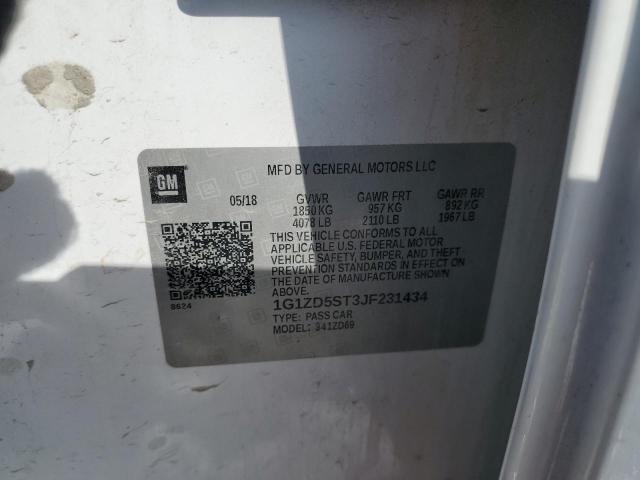 GM
MFD BY GENERAL MOTORS LLC
05/18 GVWR GAWR FRT GAWR RR
1850 KG 957 KG 892 KG
4078 LB 2110 LB 1967 LB
THIS VEHICLE CONFORMS TO ALL
APPLICABLE U.S. FEDERAL MOTOR
VEHICLE SAFETY, BUMPER, AND THEFT
PREVENTION STANDARDS IN EFFECT ON
THE DATE OF MANUFACTURE SHOWN
ABOVE.
8624
1G1ZD5ST3JF231434
TYPE: PASS CAR
MODEL: 341ZD69